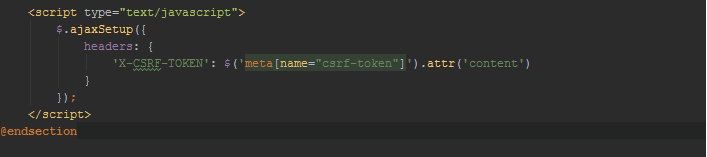 <script type="text/javascript">
    $.ajaxSetup({
        headers: {
            'X-CSRF-TOKEN': $('meta[name="csrf-token"]').attr('content')
        }
    });
</script>
@endsection